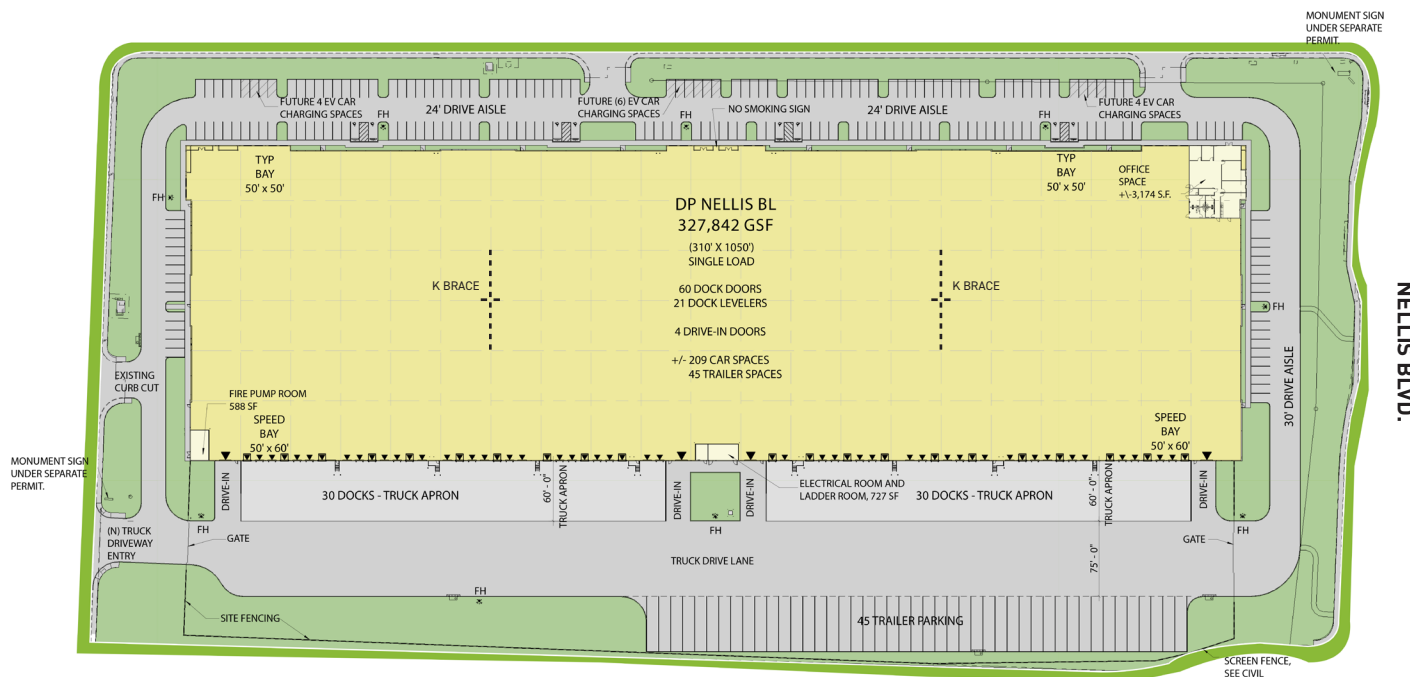 MONUMENT SIGN
UNDER SEPARATE
PERMIT.
FUTURE 4 EV CAR
CHARGING SPACES
FH
24' DRIVE AISLE
FUTURE (6) EV CAR
CHARGING SPACES
FH
NO SMOKING SIGN
24' DRIVE AISLE
FH
FUTURE 4 EV CAR
CHARGING SPACES
TYP
BAY
50' x 50'
TYP
BAY
50' x 50'
OFFICE
SPACE
+\-3,174 S.F.
FH
DP NELLIS BL
327,842 GSF
(310' X 1050')
SINGLE LOAD
60 DOCK DOORS
21 DOCK LEVELERS
4 DRIVE-IN DOORS
+/- 209 CAR SPACES
45 TRAILER SPACES
K BRACE
K BRACE
FH
NELLIS BLVD.
30' DRIVE AISLE
EXISTING
CURB CUT
FIRE PUMP ROOM
588 SF
SPEED
BAY
50' x 60'
SPEED
BAY
50' x 60'
MONUMENT SIGN
UNDER SEPARATE
PERMIT.
DRIVE-IN
30 DOCKS - TRUCK APRON
60' - 0"
TRUCK APRON
DRIVE-IN
DRIVE-IN
ELECTRICAL ROOM AND
LADDER ROOM, 727 SF
30 DOCKS - TRUCK APRON
60' - 0"
TRUCK APRON
DRIVE-IN
(N) TRUCK
DRIVEWAY
ENTRY
FH
GATE
FH
GATE
FH
TRUCK DRIVE LANE
75' - 0"
FH
SITE FENCING
45 TRAILER PARKING
SCREEN FENCE,
SEE CIVIL